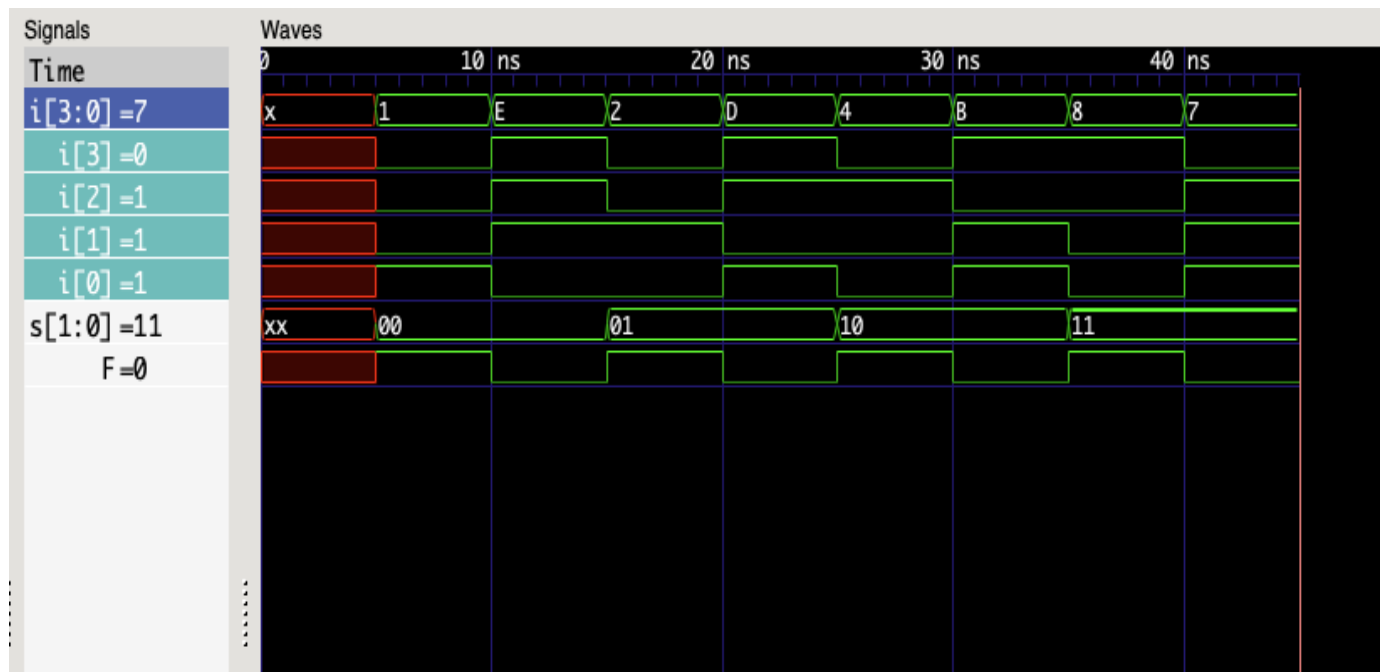 Signals Waves
Time 0 10 ns 20 ns 30 ns 40 ns
i[3:0] =7 x 1 E 2 D 4 B 8 7
i[3] =0
i[2] =1
i[1] =1
i[0] =1
s[1:0] =11 xx 00 01 10 11
F =0